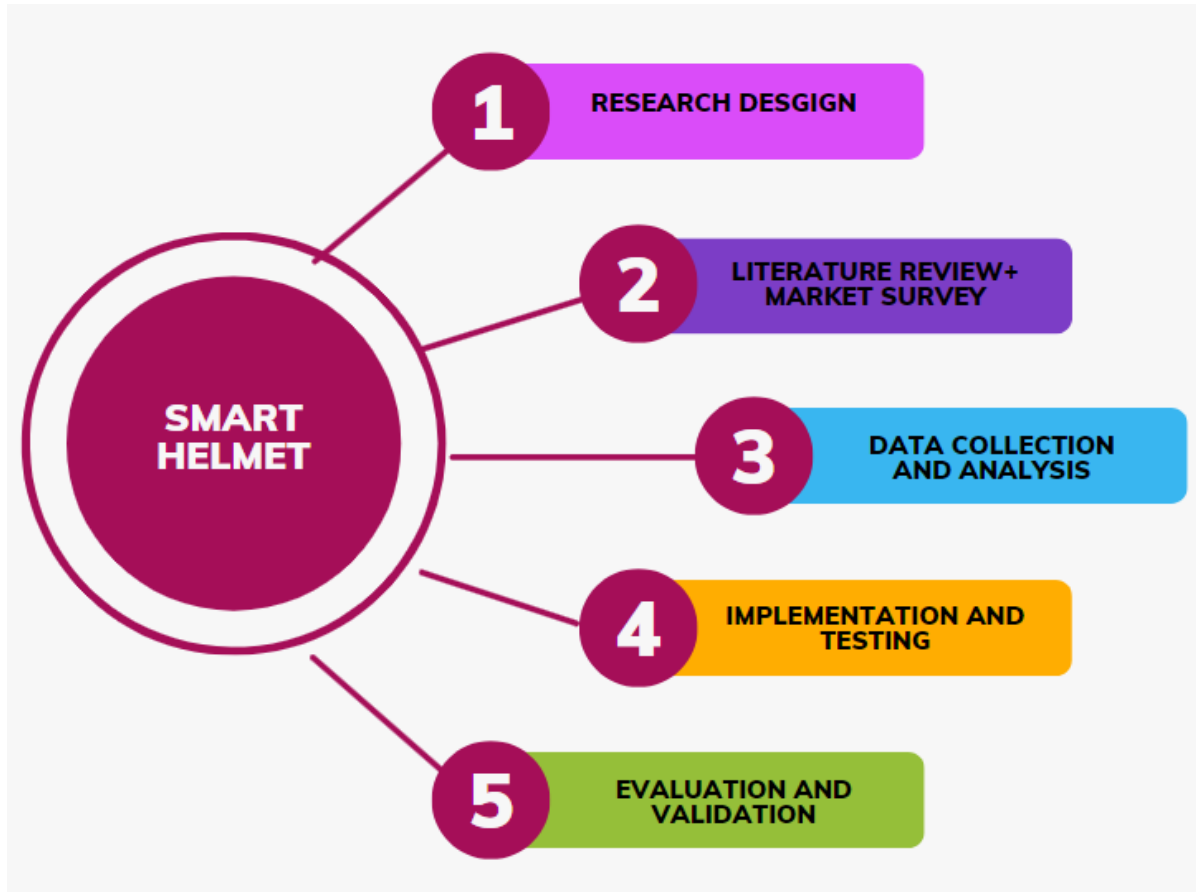 SMART
HELMET
1
RESEARCH DESGIGN
2
LITERATURE REVIEW+
MARKET SURVEY
3
DATA COLLECTION
AND ANALYSIS
4
IMPLEMENTATION AND
TESTING
5
EVALUATION AND
VALIDATION